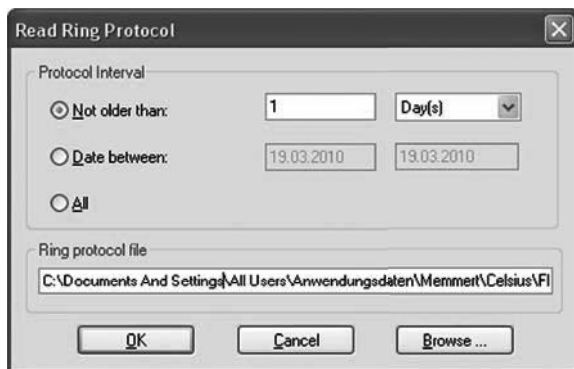 Read Ring Protocol
Protocol Interval
Not older than: 1 Day(s)
Date between: 19.03.2010 19.03.2010
All
Ring protocol file
C:\Documents And Settings\All Users\Anwendungsdaten\Memmert\Celsius\Fl
OK Cancel Browse ...